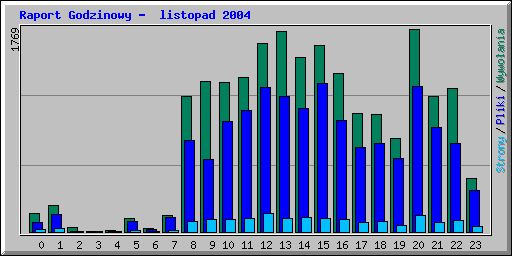 Raport Godzinowy - listopad 2004
1769
Strony / Pliki / Wywolania
0 1 2 3 4 5 6 7 8 9 10 11 12 13 14 15 16 17 18 19 20 21 22 23